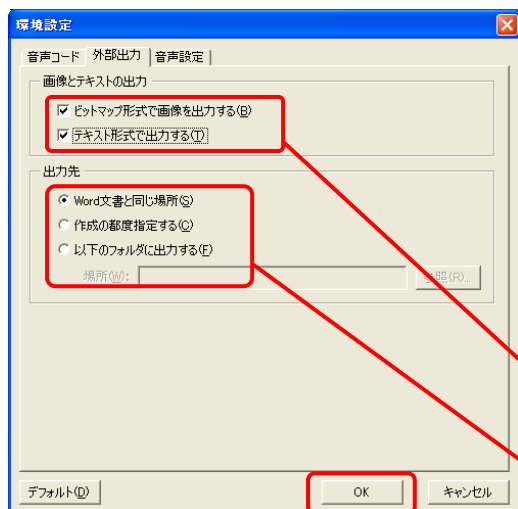 環境設定
音声コード 外部出力 音声設定
画像とテキストの出力
ビットマップ形式で画像を出力する(B)
テキスト形式で出力する(T)
出力先
Word文書と同じ場所(S)
作成の都度指定する(C)
以下のフォルダに出力する(F)
場所(W): 参照(R)...
デフォルト(D) OK キャンセル